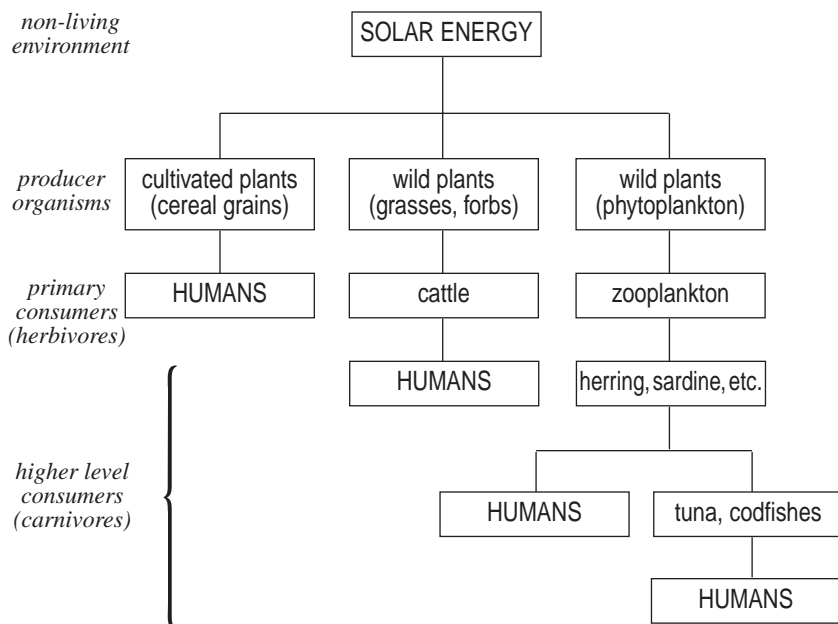 non-living
environment
SOLAR ENERGY
producer
organisms
cultivated plants
(cereal grains)
wild plants
(grasses, forbs)
wild plants
(phytoplankton)
primary
consumers
(herbivores)
HUMANS
cattle
zooplankton
HUMANS
herring, sardine, etc.
higher level
consumers
(carnivores)
HUMANS
tuna, codfishes
HUMANS